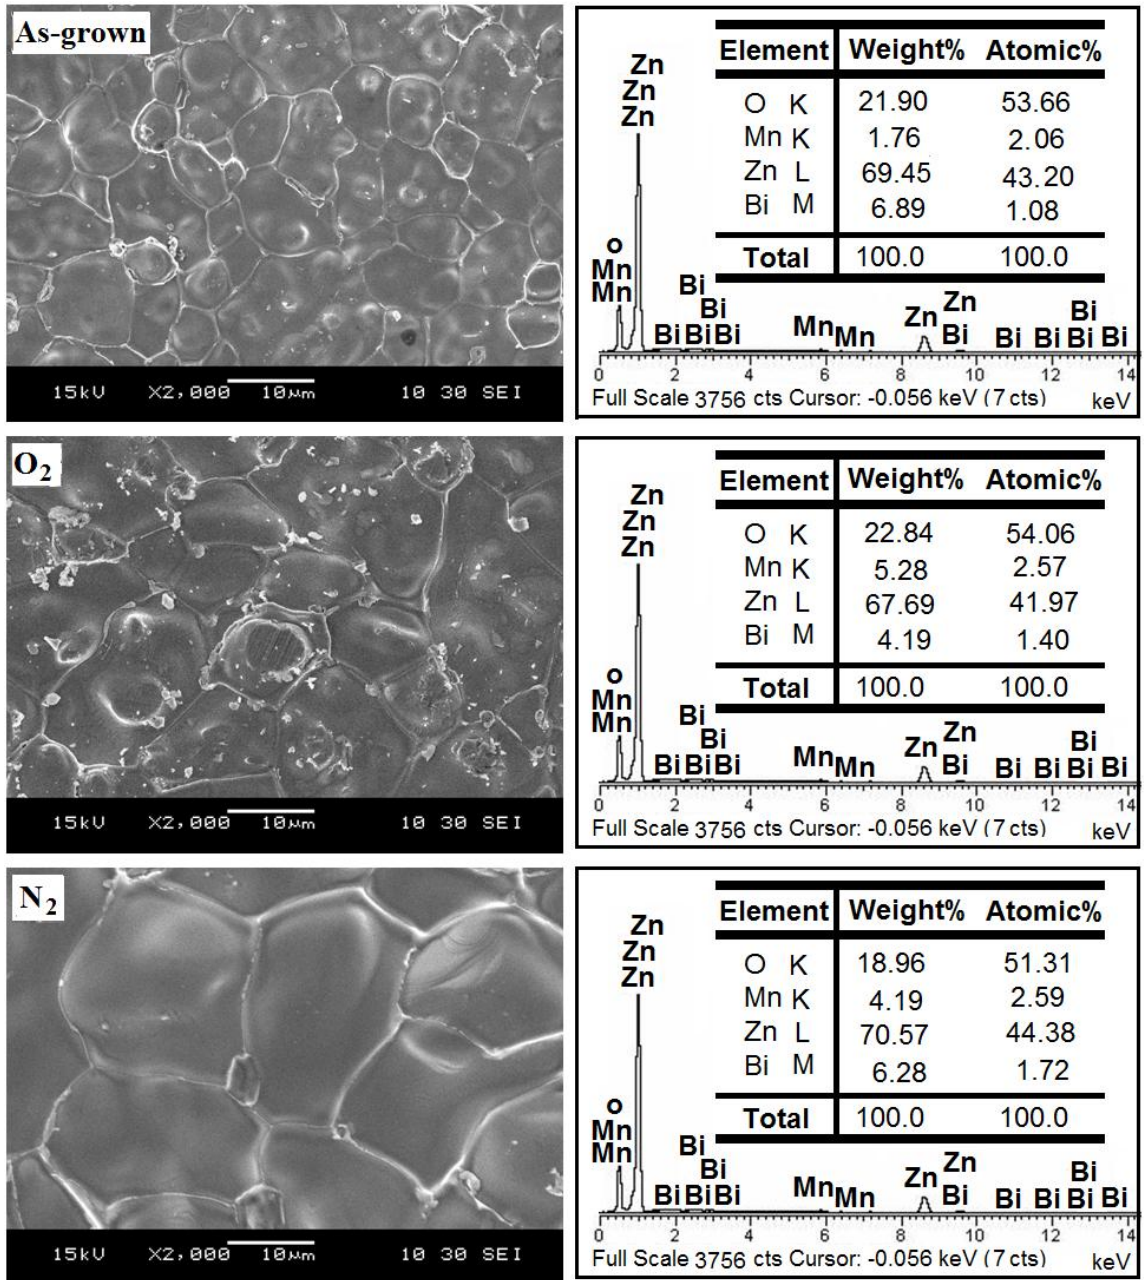 As-grown
15kV X2,000 10μm 10 30 SEI
Element Weight% Atomic%
O K 21.90 53.66
Mn K 1.76 2.06
Zn L 69.45 43.20
Bi M 6.89 1.08
Total 100.0 100.0
Zn
Zn
Zn
O
Mn
Mn
Bi
Bi
Bi Bi Bi
Mn Mn
Zn
Zn
Bi
Bi
Bi Bi Bi Bi
0 2 4 6 8 10 12 14
Full Scale 3756 cts Cursor: -0.056 keV (7 cts) keV
O2
15kV X2,000 10μm 10 30 SEI
Element Weight% Atomic%
O K 22.84 54.06
Mn K 5.28 2.57
Zn L 67.69 41.97
Bi M 4.19 1.40
Total 100.0 100.0
Zn
Zn
Zn
O
Mn
Mn
Bi
Bi
Bi Bi Bi
Mn Mn
Zn
Zn
Bi
Bi
Bi Bi Bi Bi
0 2 4 6 8 10 12 14
Full Scale 3756 cts Cursor: -0.056 keV (7 cts) keV
N2
15kV X2,000 10μm 10 30 SEI
Element Weight% Atomic%
O K 18.96 51.31
Mn K 4.19 2.59
Zn L 70.57 44.38
Bi M 6.28 1.72
Total 100.0 100.0
Zn
Zn
Zn
O
Mn
Mn
Bi
Bi
Bi Bi Bi
Mn Mn
Zn
Zn
Bi
Bi
Bi Bi Bi Bi
0 2 4 6 8 10 12 14
Full Scale 3756 cts Cursor: -0.056 keV (7 cts) keV